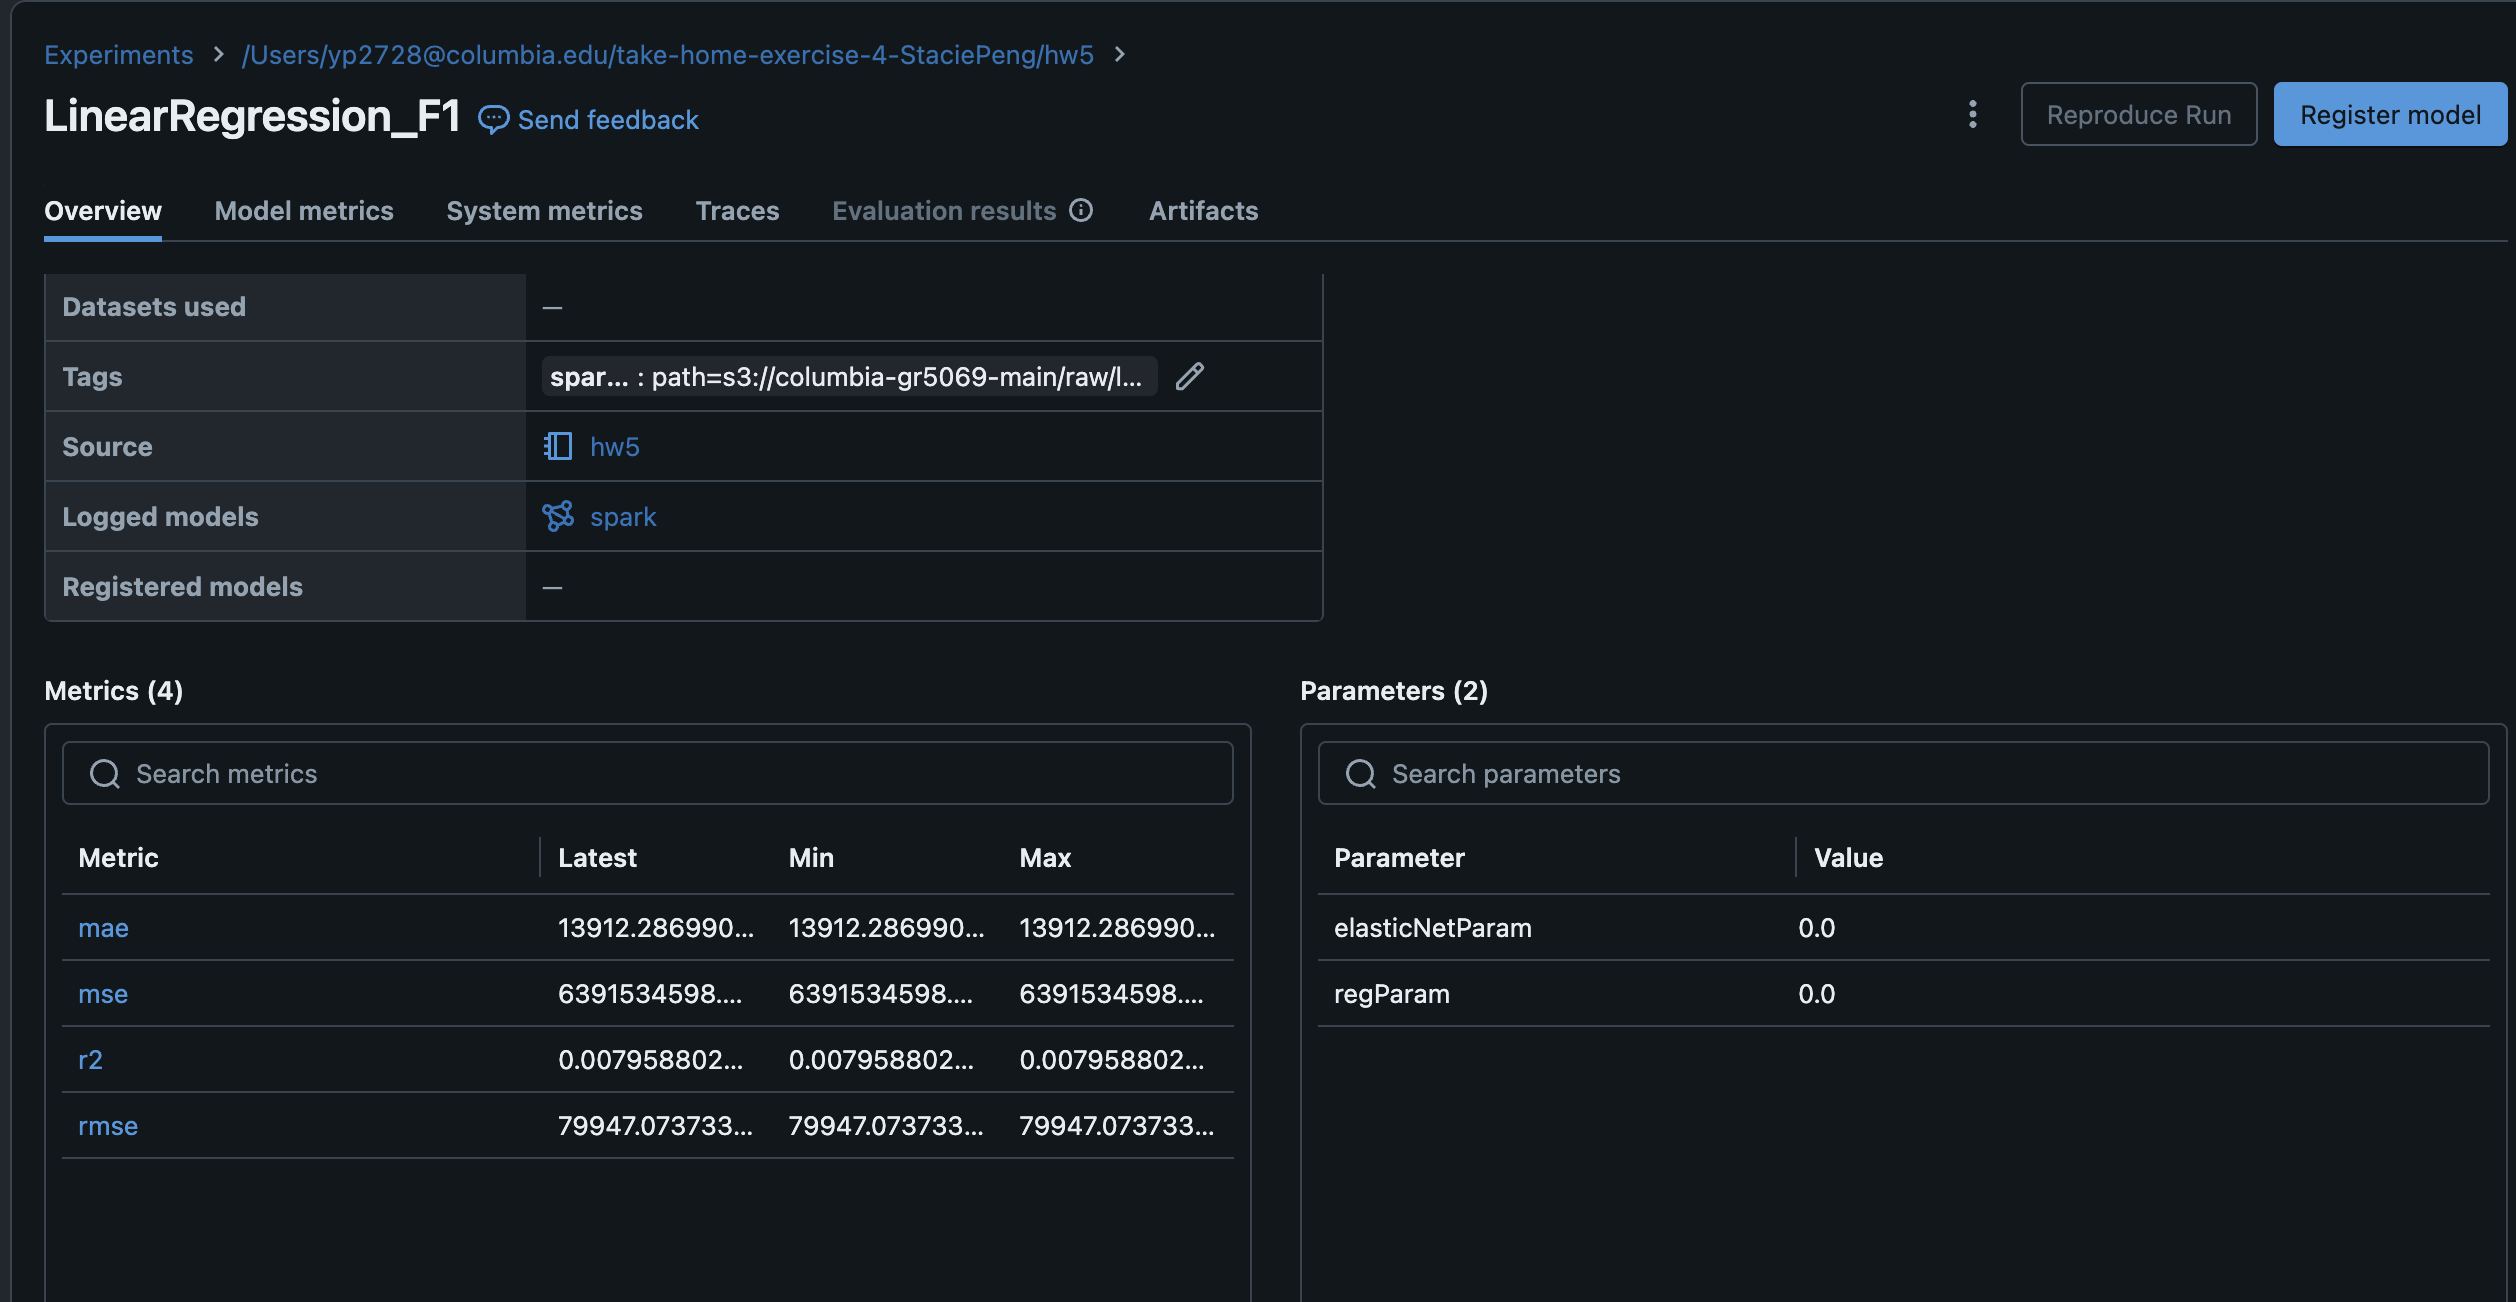 Experiments > /Users/yp2728@columbia.edu/take-home-exercise-4-StaciePeng/hw5 >
LinearRegression_F1 Send feedback
Reproduce Run Register model
Overview Model metrics System metrics Traces Evaluation results Artifacts
Datasets used —
Tags spar... : path=s3://columbia-gr5069-main/raw/l...
Source hw5
Logged models spark
Registered models —
Metrics (4)
Search metrics
Metric Latest Min Max
mae 13912.286990... 13912.286990... 13912.286990...
mse 6391534598.... 6391534598.... 6391534598....
r2 0.007958802... 0.007958802... 0.007958802...
rmse 79947.073733... 79947.073733... 79947.073733...
Parameters (2)
Search parameters
Parameter Value
elasticNetParam 0.0
regParam 0.0